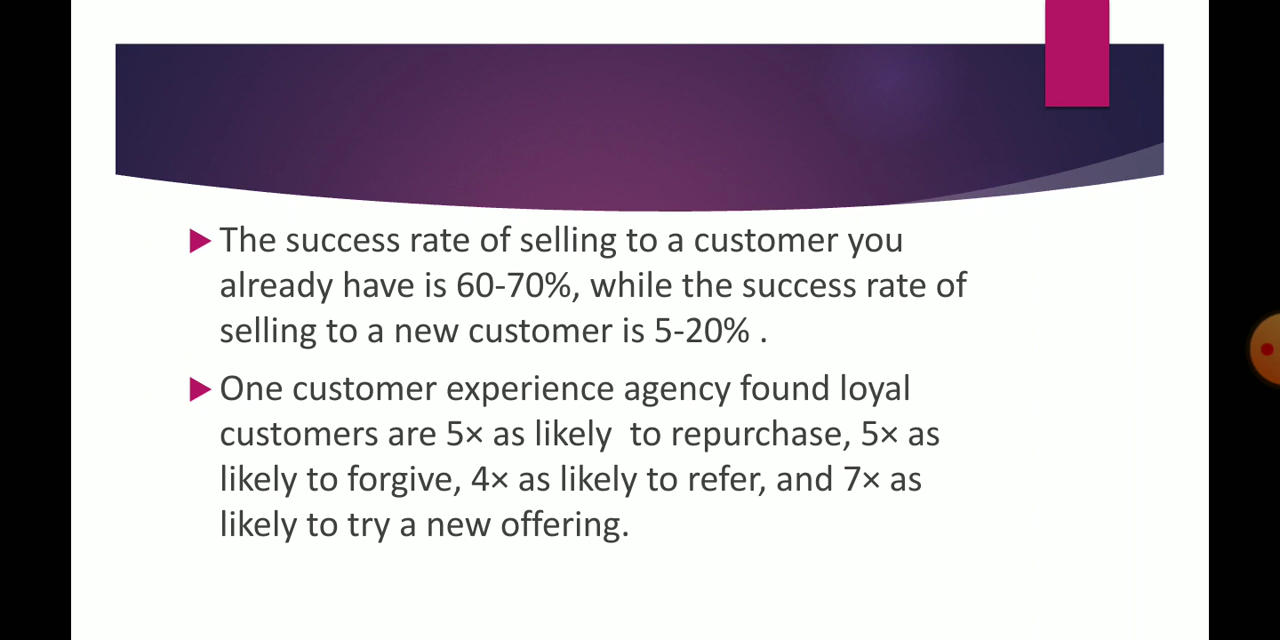 The success rate of selling to a customer you
already have is 60-70%, while the success rate of
selling to a new customer is 5-20% .
One customer experience agency found loyal
customers are 5× as likely  to repurchase, 5× as
likely to forgive, 4× as likely to refer, and 7× as
likely to try a new offering.